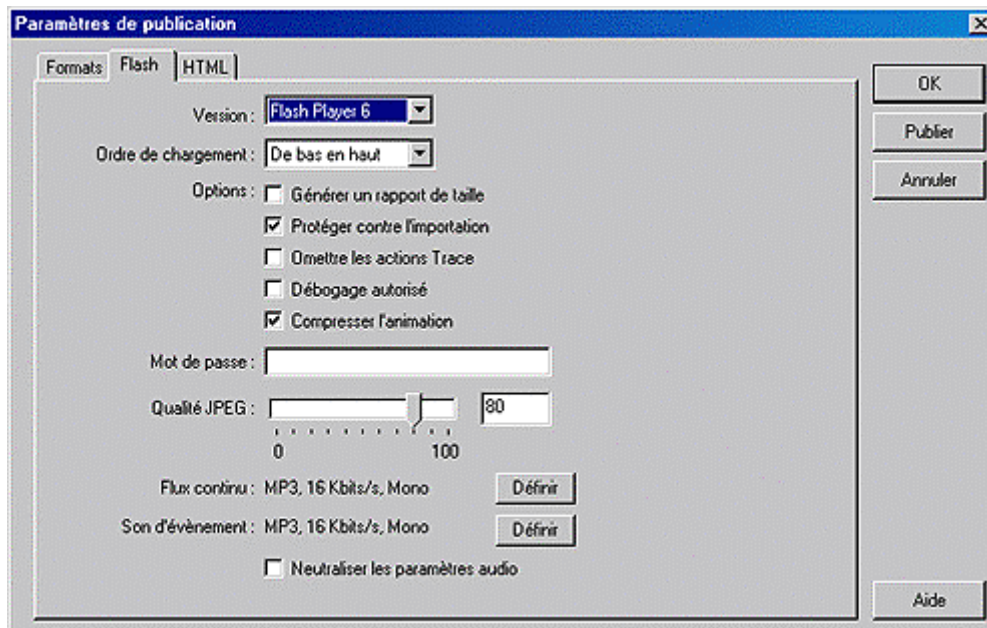 Paramètres de publication
Formats Flash HTML
OK
Version : Flash Player 6
Publier
Ordre de chargement : De bas en haut
Annuler
Options : Générer un rapport de taille
Protéger contre l'importation
Omettre les actions Trace
Débogage autorisé
Compresser l'animation
Mot de passe :
Qualité JPEG : 80
0 100
Flux continu : MP3, 16 Kbits/s, Mono Définir
Son d'évènement : MP3, 16 Kbits/s, Mono Définir
Neutraliser les paramètres audio
Aide